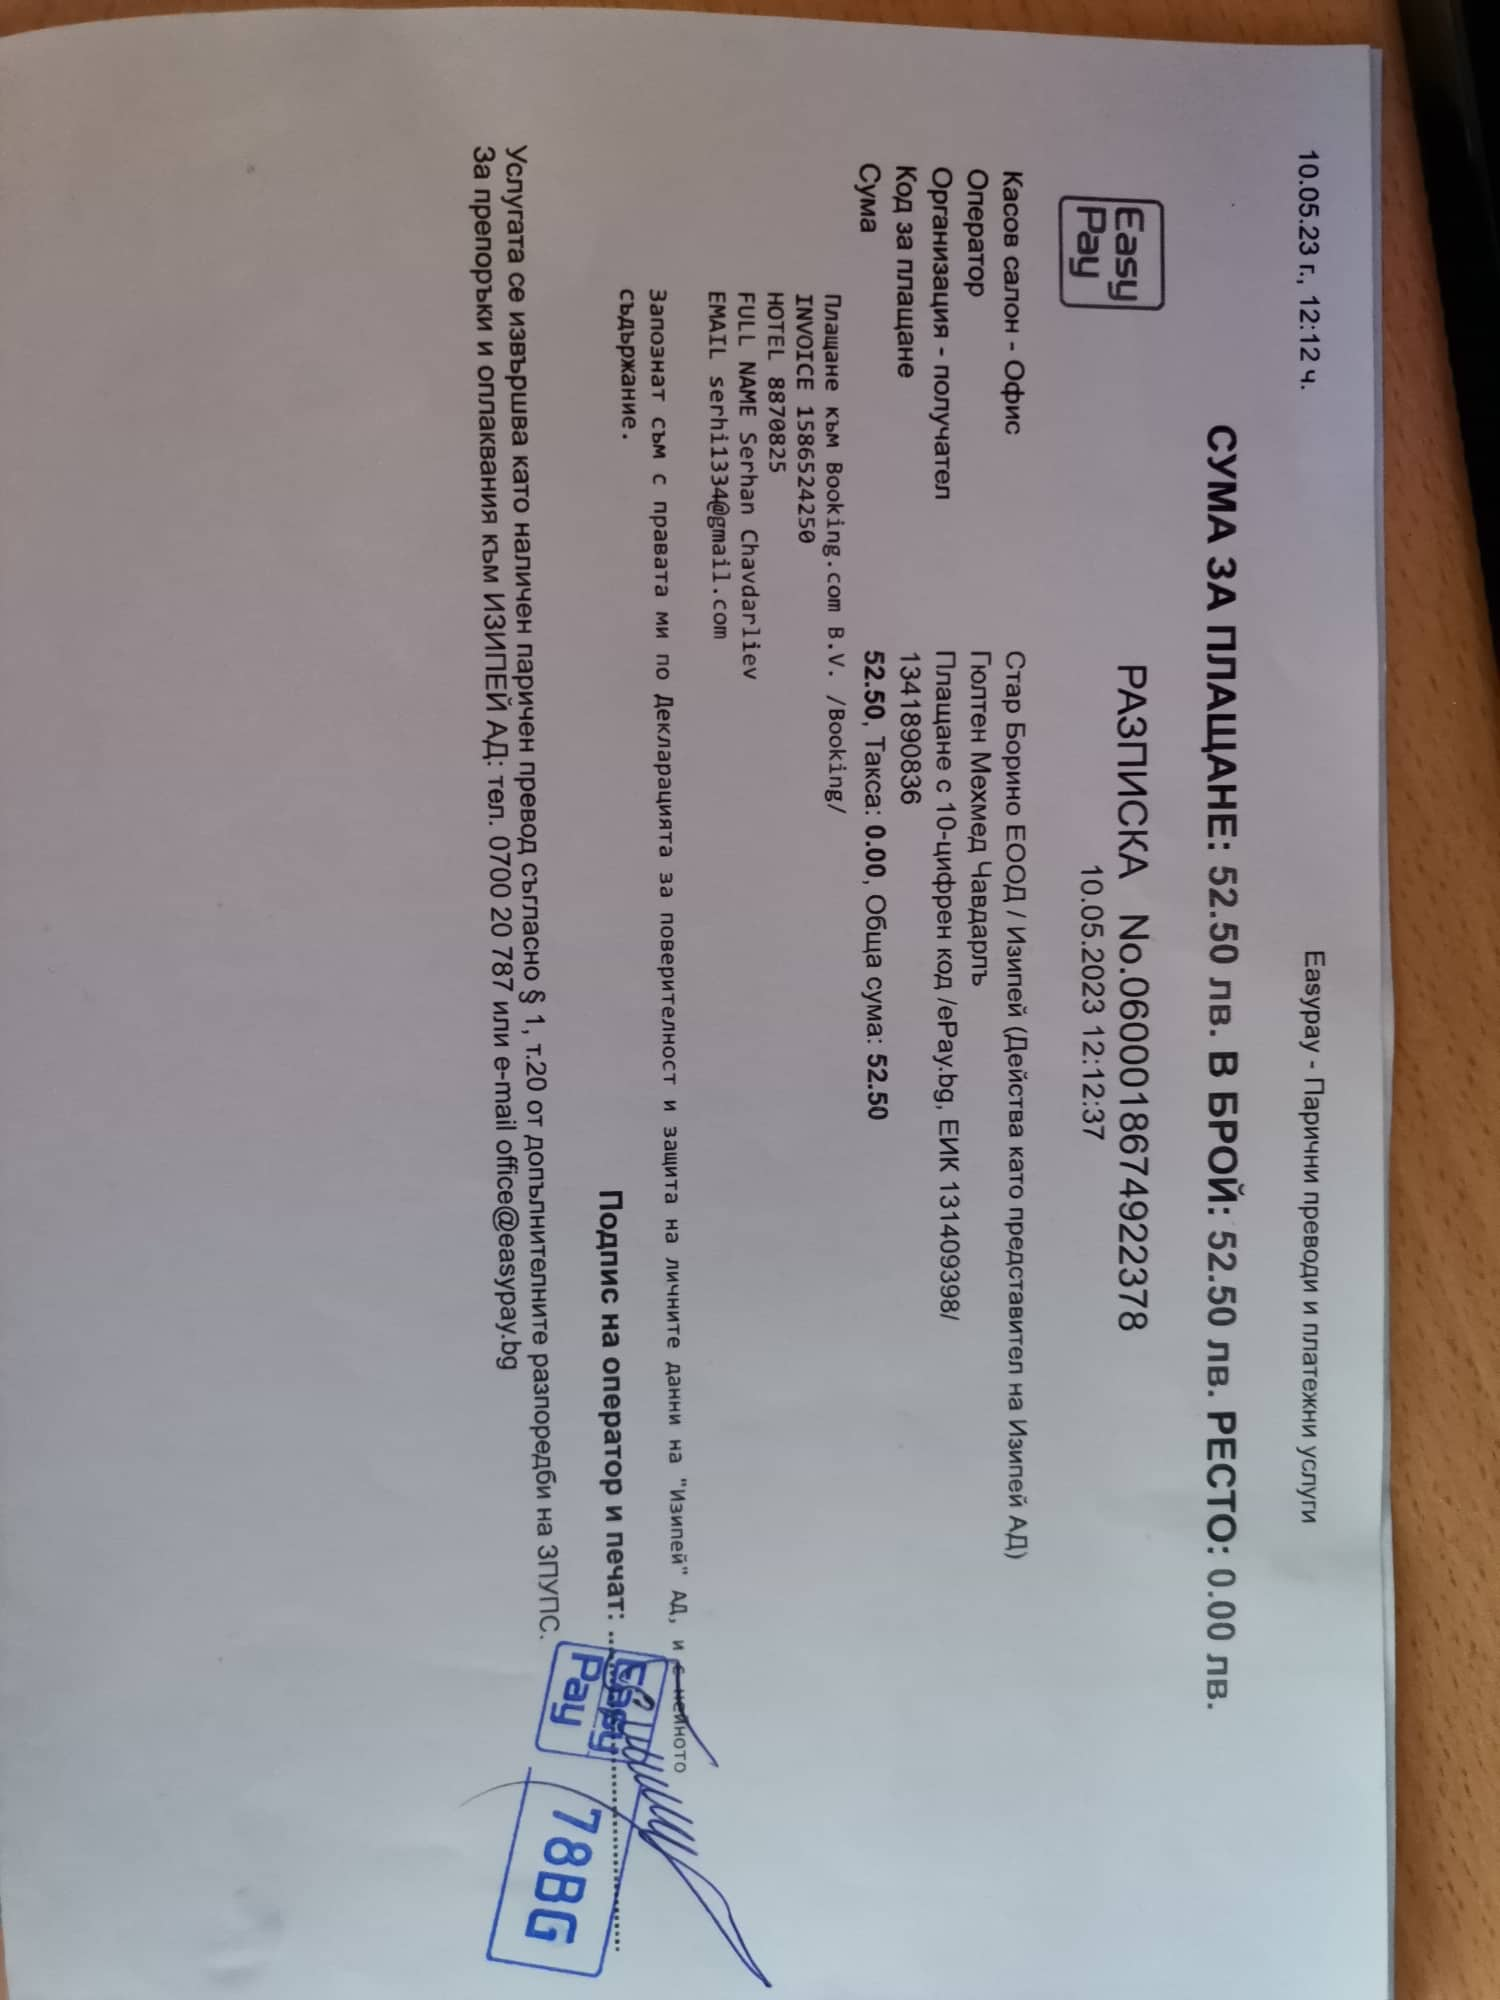 10.05.23 г., 12:12 ч. Easypay - Парични преводи и платежни услуги
СУМА ЗА ПЛАЩАНЕ: 52.50 лв. В БРОЙ: 52.50 лв. РЕСТО: 0.00 лв.
Easy
Pay
РАЗПИСКА No.06000186749223​78
10.05.2023 12:12:37
Касов салон - Офис Стар Борино ЕООД / Изипей (Действа като представител на Изипей АД)
Оператор Гюлтен Мехмед Чавдарлъ
Организация - получател Плащане с 10-цифрен код /ePay.bg, ЕИК 131409398/
Код за плащане 1341890836
Сума 52.50, Такса: 0.00, Обща сума: 52.50
Плащане към Booking.com B.V. /Booking/
INVOICE 1586524250
HOTEL 8870825
FULL NAME Serhan Chavdarliev
EMAIL serhi1334@gmail.com
Запознат съм с правата ми по Декларацията за поверителност и защита на личните данни на "Изипей" АД, и с нейното
съдържание.
Подпис на оператор и печат: ........................
Easy
Pay
78BG
Услугата се извършва като наличен паричен превод съгласно § 1, т.20 от допълнителните разпоредби на ЗПУПС.
За препоръки и оплаквания към ИЗИПЕЙ АД: тел. 0700 20 787 или e-mail office@easypay.bg